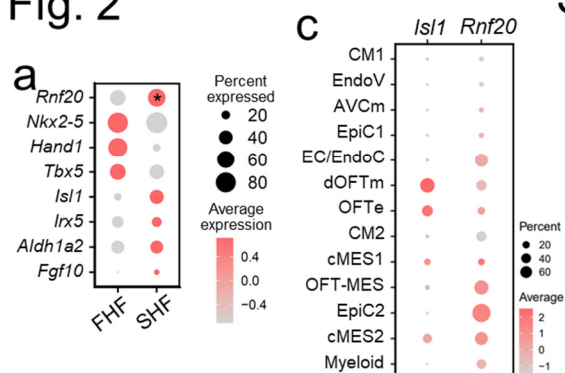 Fig. 2
a
Rnf20
Nkx2-5
Hand1
Tbx5
Isl1
Irx5
Aldh1a2
Fgf10
FHF
SHF
*
Percent
expressed
20
40
60
80
Average
expression
0.4
0.0
−0.4
c
Isl1 Rnf20
CM1
EndoV
AVCm
EpiC1
EC/EndoC
dOFTm
OFTe
CM2
cMES1
OFT-MES
EpiC2
cMES2
Myeloid
Percent
20
40
60
Average
2
1
0
−1